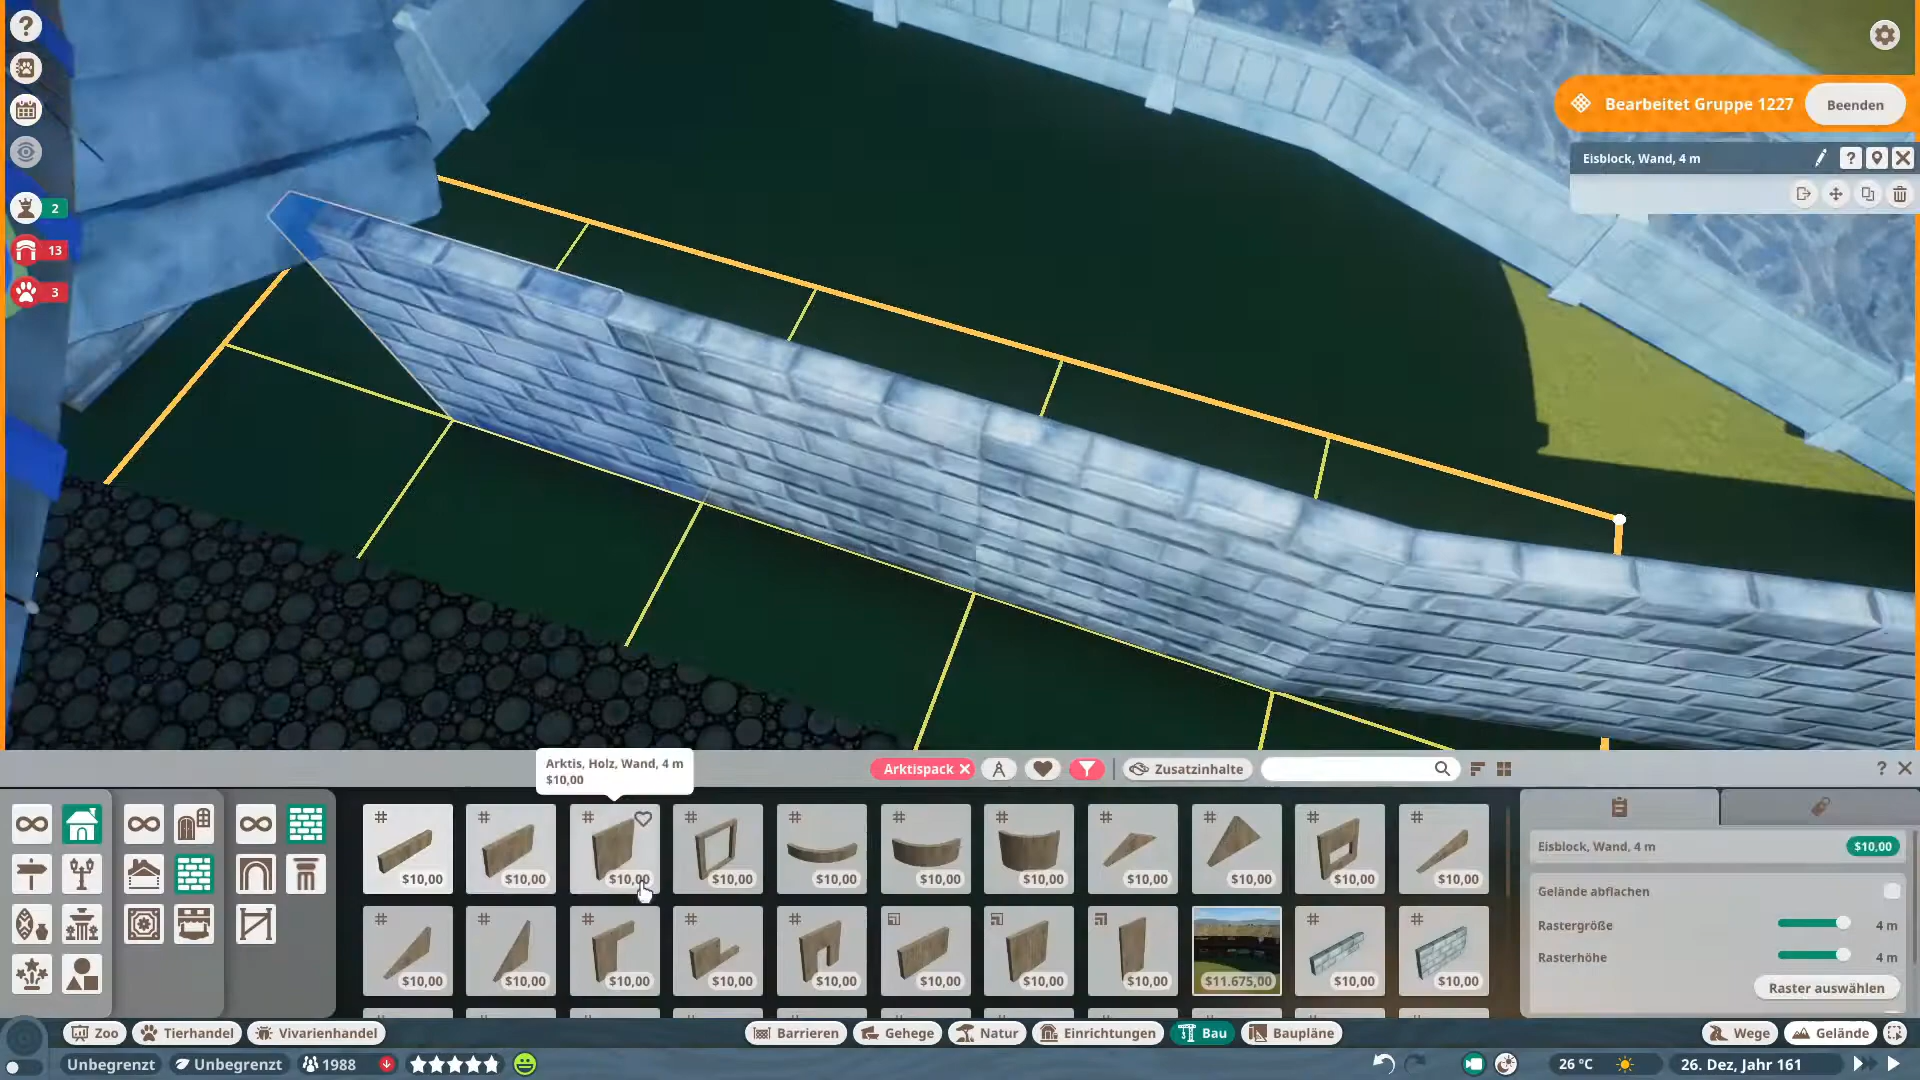 ?
Bearbeitet Gruppe 1227
Beenden
Eisblock, Wand, 4 m
?
2
13
3
Arktis, Holz, Wand, 4 m
$10,00
Arktispack
Zusatzinhalte
?
$10,00 $10,00 $10,00 $10,00 $10,00 $10,00 $10,00 $10,00 $10,00 $10,00 $10,00
$10,00 $10,00 $10,00 $10,00 $10,00 $10,00 $10,00 $10,00 $11.675,00 $10,00 $10,00
Eisblock, Wand, 4 m
$10,00
Gelände abflachen
Rastergröße 4 m
Rasterhöhe 4 m
Raster auswählen
Zoo Tierhandel Vivarienhandel Barrieren Gehege Natur Einrichtungen Bau Baupläne Wege Gelände
Unbegrenzt Unbegrenzt 1988 26 °C 26. Dez, Jahr 161